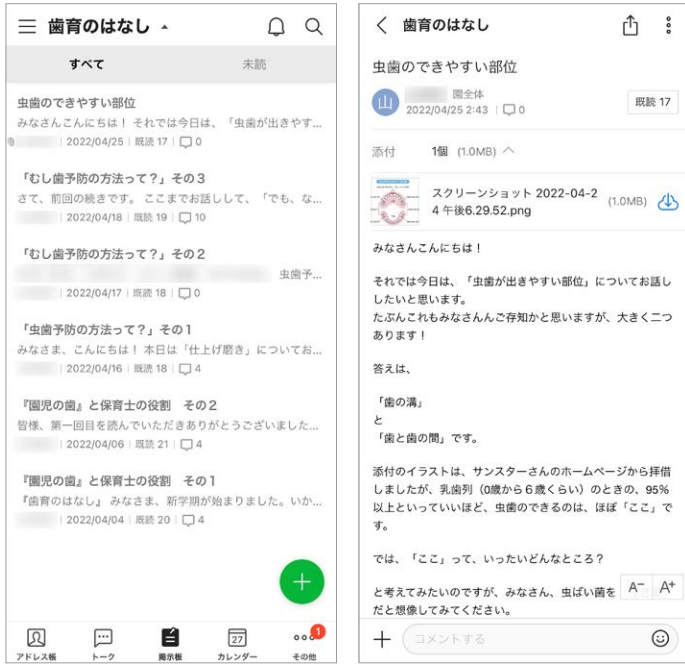 歯育のはなし
すべて
未読
虫歯のできやすい部位
みなさんこんにちは！ それでは今日は、「虫歯が出きやす...
2022/04/25 | 既読 17 | 0
「むし歯予防の方法って？」その３
さて、前回の続きです。 ここまでお話しして、「でも、な...
2022/04/18 | 既読 19 | 10
「むし歯予防の方法って？」その２
虫歯予...
2022/04/17 | 既読 18 | 0
「虫歯予防の方法って？」その１
みなさま、こんにちは！ 本日は「仕上げ磨き」についてお...
2022/04/16 | 既読 18 | 4
『園児の歯』と保育士の役割　その２
皆様、第一回目を読んでいただきありがとうございました...
2022/04/06 | 既読 21 | 4
『園児の歯』と保育士の役割　その１
『歯育のはなし』 みなさま、新学期が始まりました。いか...
2022/04/04 | 既読 20 | 4
+
アドレス帳
トーク
掲示板
27
カレンダー
1
その他
歯育のはなし
虫歯のできやすい部位
山
園全体
2022/04/25 2:43 | 0
既読 17
添付 1個 (1.0MB)
スクリーンショット 2022-04-2
4 午後6.29.52.png
(1.0MB)
みなさんこんにちは！
それでは今日は、「虫歯が出きやすい部位」についてお話し
したいと思います。
たぶんこれもみなさんんご存知かと思いますが、大きく二つ
あります！
答えは、
「歯の溝」
と
「歯と歯の間」です。
添付のイラストは、サンスターさんのホームページから拝借
しましたが、乳歯列（0歳から６歳くらい）のときの、95%
以上といっていいほど、虫歯のできるのは、ほぼ「ここ」で
す。
では、「ここ」って、いったいどんなところ？
と考えてみたいのですが、みなさん、虫ばい菌を
だと想像してみてください。
A− A+
+ コメントする